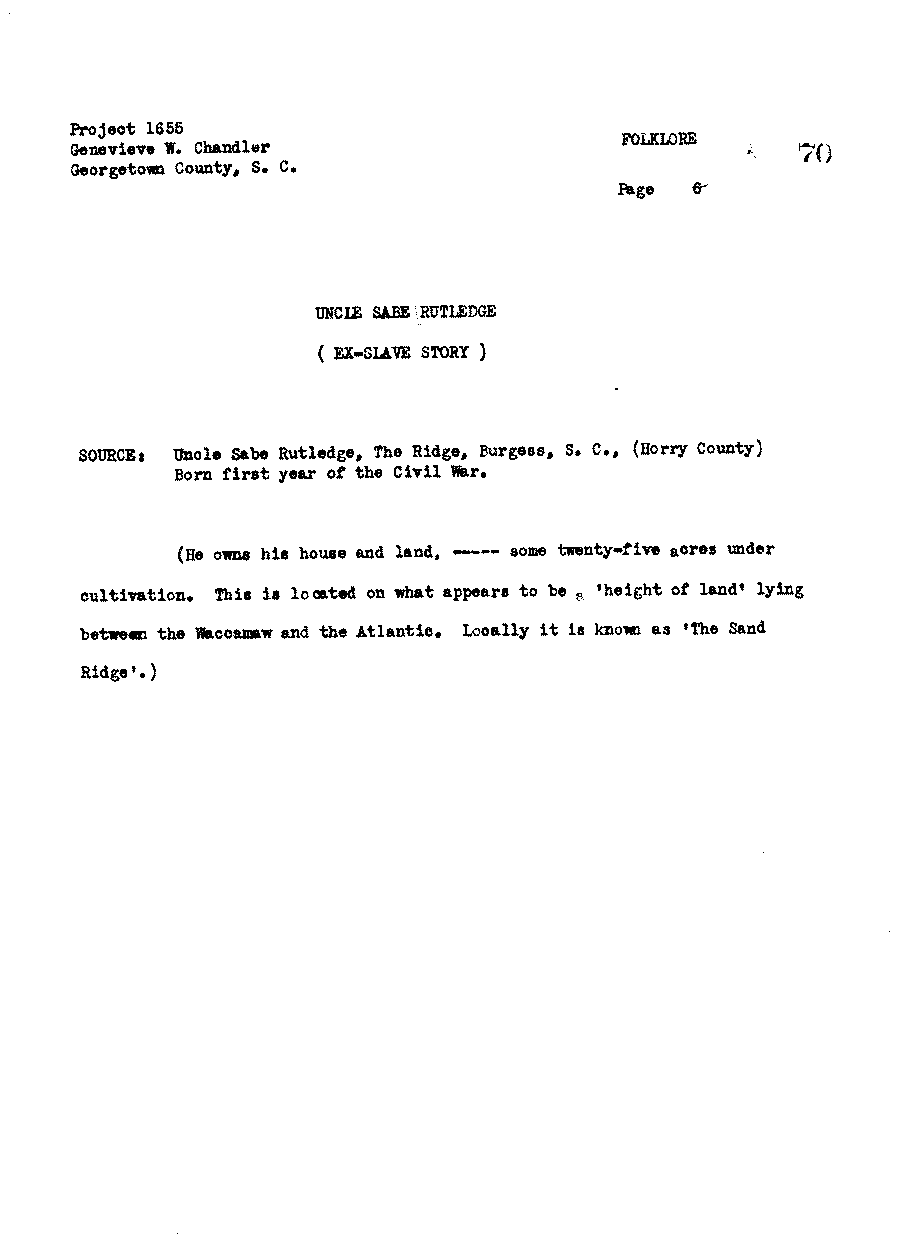 Project 1655
Genevieve W. Chandler
Georgetown County, S. C.
FOLKLORE
70
Page 6
UNCLE SABE RUTLEDGE
( EX-SLAVE STORY )
SOURCE: Uncle Sabe Rutledge, The Ridge, Burgess, S. C., (Horry County)
Born first year of the Civil War.
(He owns his house and land, ----- some twenty-five acres under
cultivation. This is located on what appears to be a 'height of land' lying
between the Waccamaw and the Atlantic. Locally it is known as 'The Sand
Ridge'.)